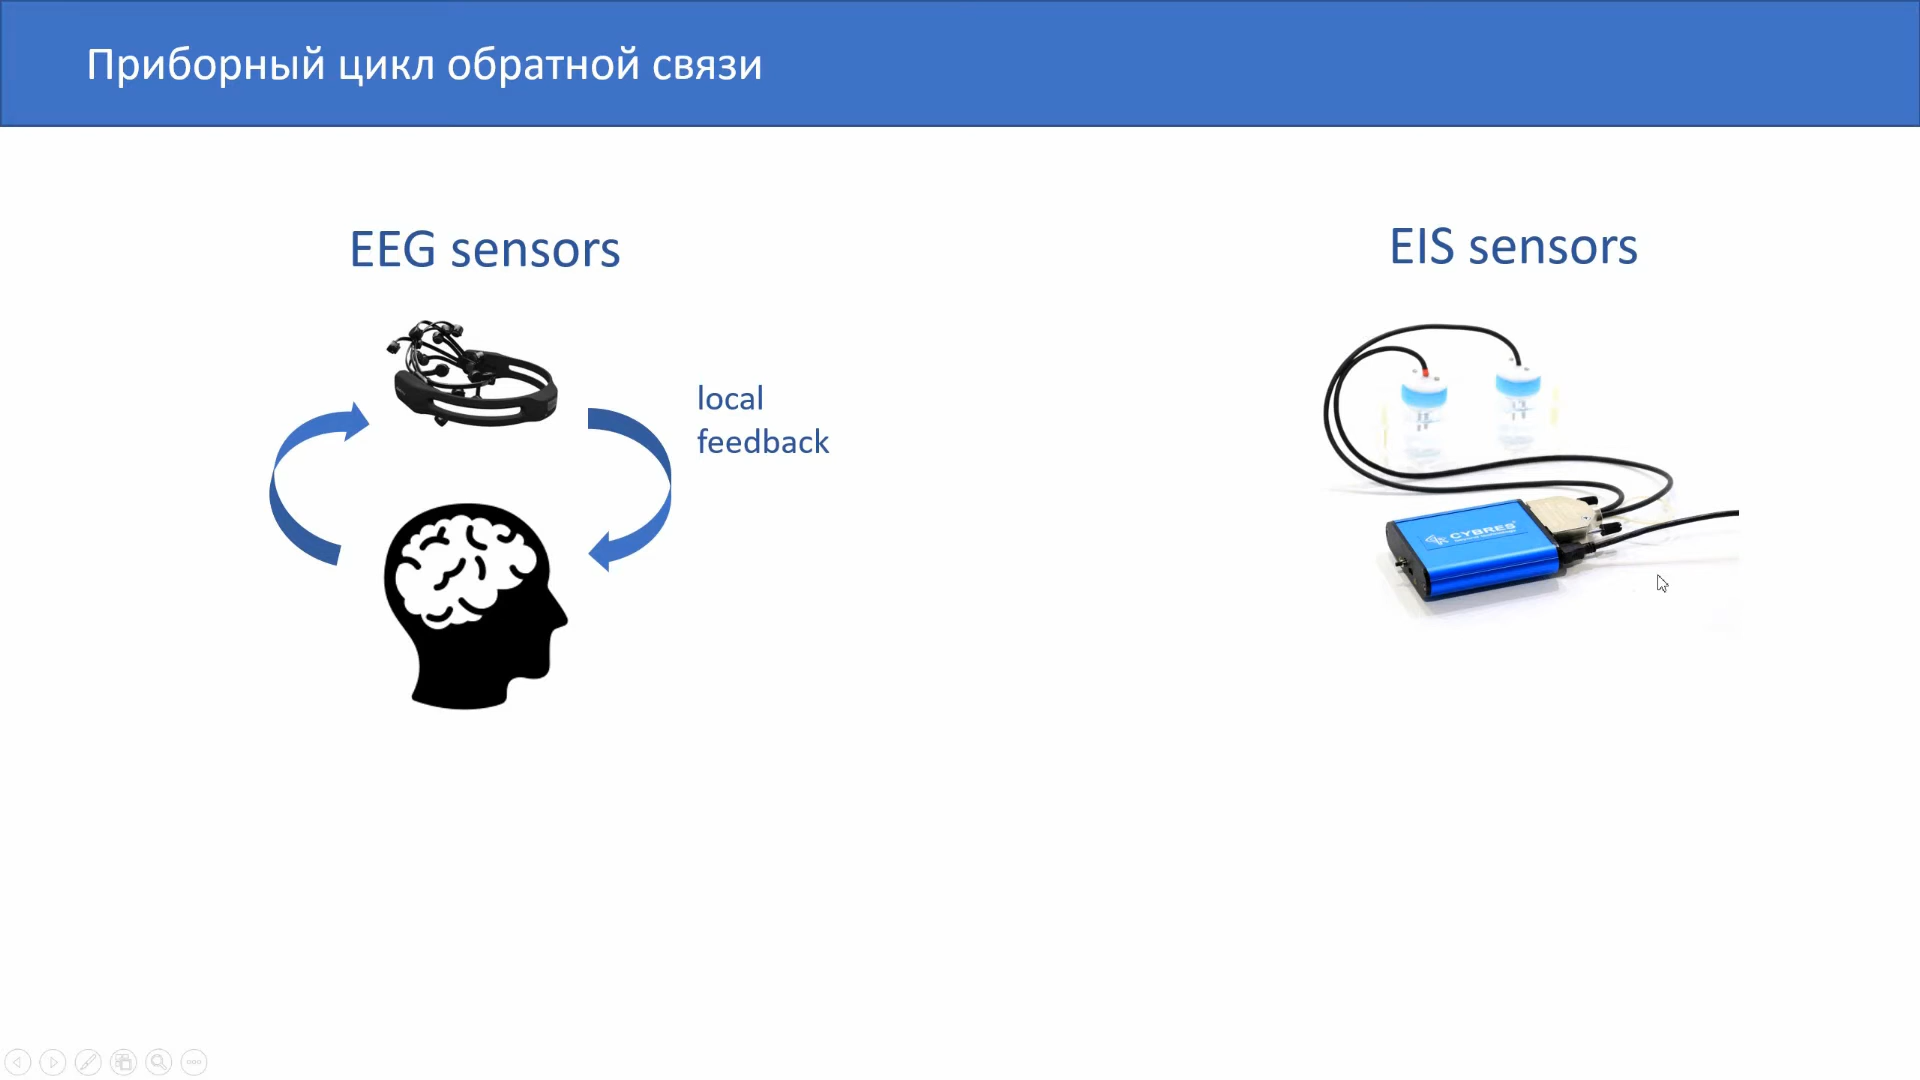 Приборный цикл обратной связи
EEG sensors
EIS sensors
local
feedback
CYBRES